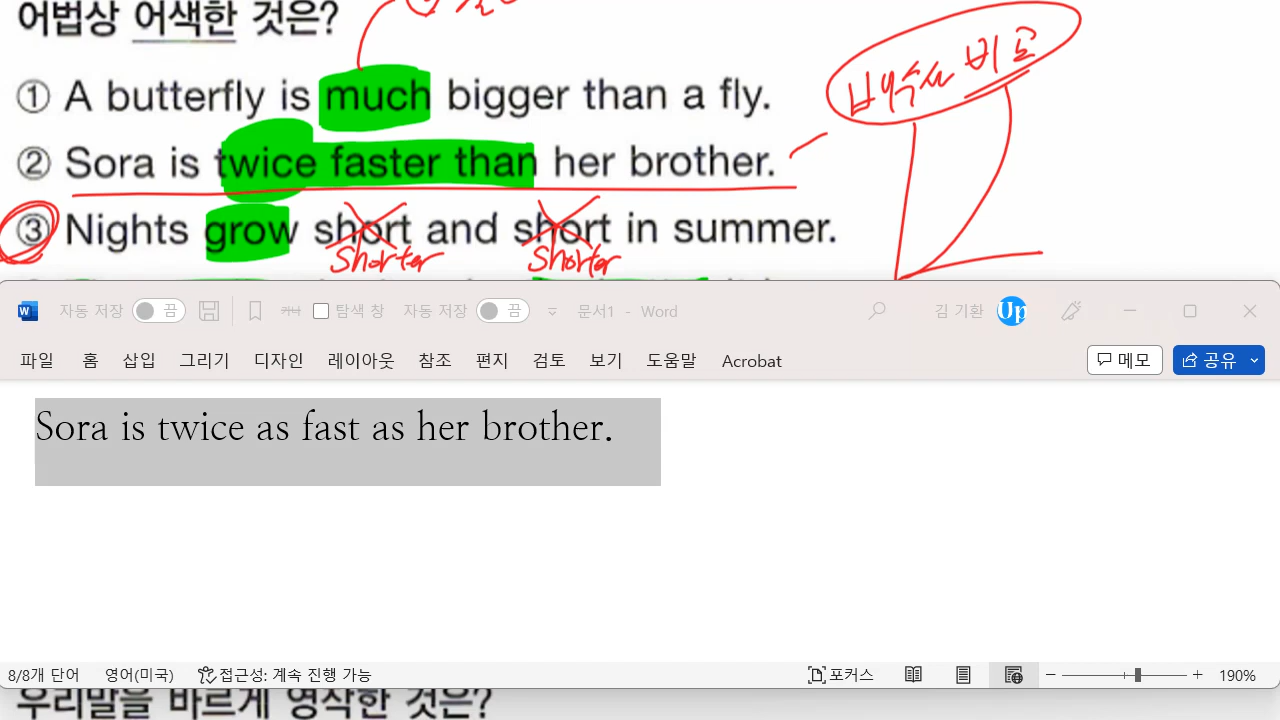 어법상 어색한 것은?
① A butterfly is much bigger than a fly.
배수사 비교
② Sora is twice faster than her brother.
③ Nights grow short and short in summer.
shorter shorter
자동 저장 끔 가나 탐색 창 자동 저장 끔 문서1 - Word 김 기환 Up
파일 홈 삽입 그리기 디자인 레이아웃 참조 편지 검토 보기 도움말 Acrobat 메모 공유
Sora is twice as fast as her brother.
8/8개 단어 영어(미국) 접근성: 계속 진행 가능 포커스 190%
우리말을 바르게 영작한 것은?